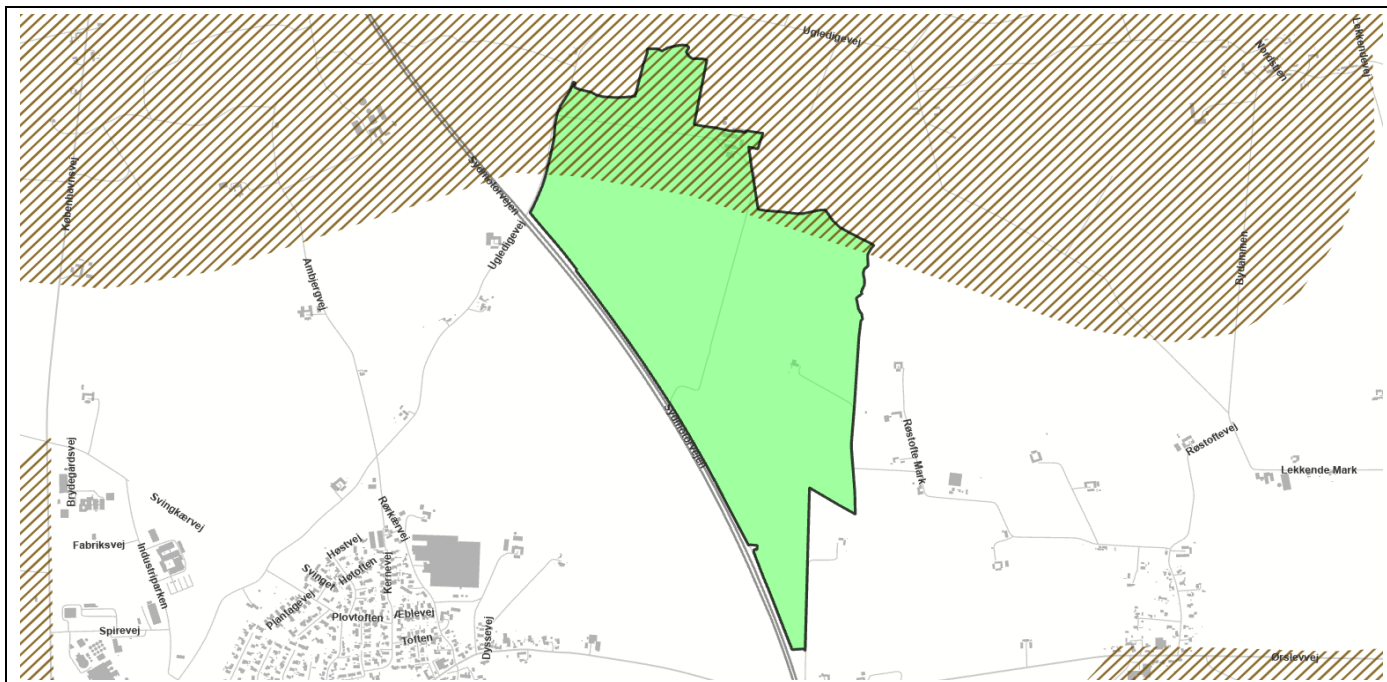 Ugledigevej
Nordstien
Lekkendevej
Københavnsvej
Sydmotorvejen
Ugledigevej
Ambjergvej
Bydammen
Sydmotorvejen
Røstofte Mark
Røstoftevej
Lekkende Mark
Brydegårdsvej
Svingkærvej
Rørkærvej
Fabriksvej
Industriparken
Høstvej
Svinget
Høtoften
Kernevej
Plantagevej
Plovtoften
Æblevej
Spirevej
Toften
Dyssevej
Ørslevvej